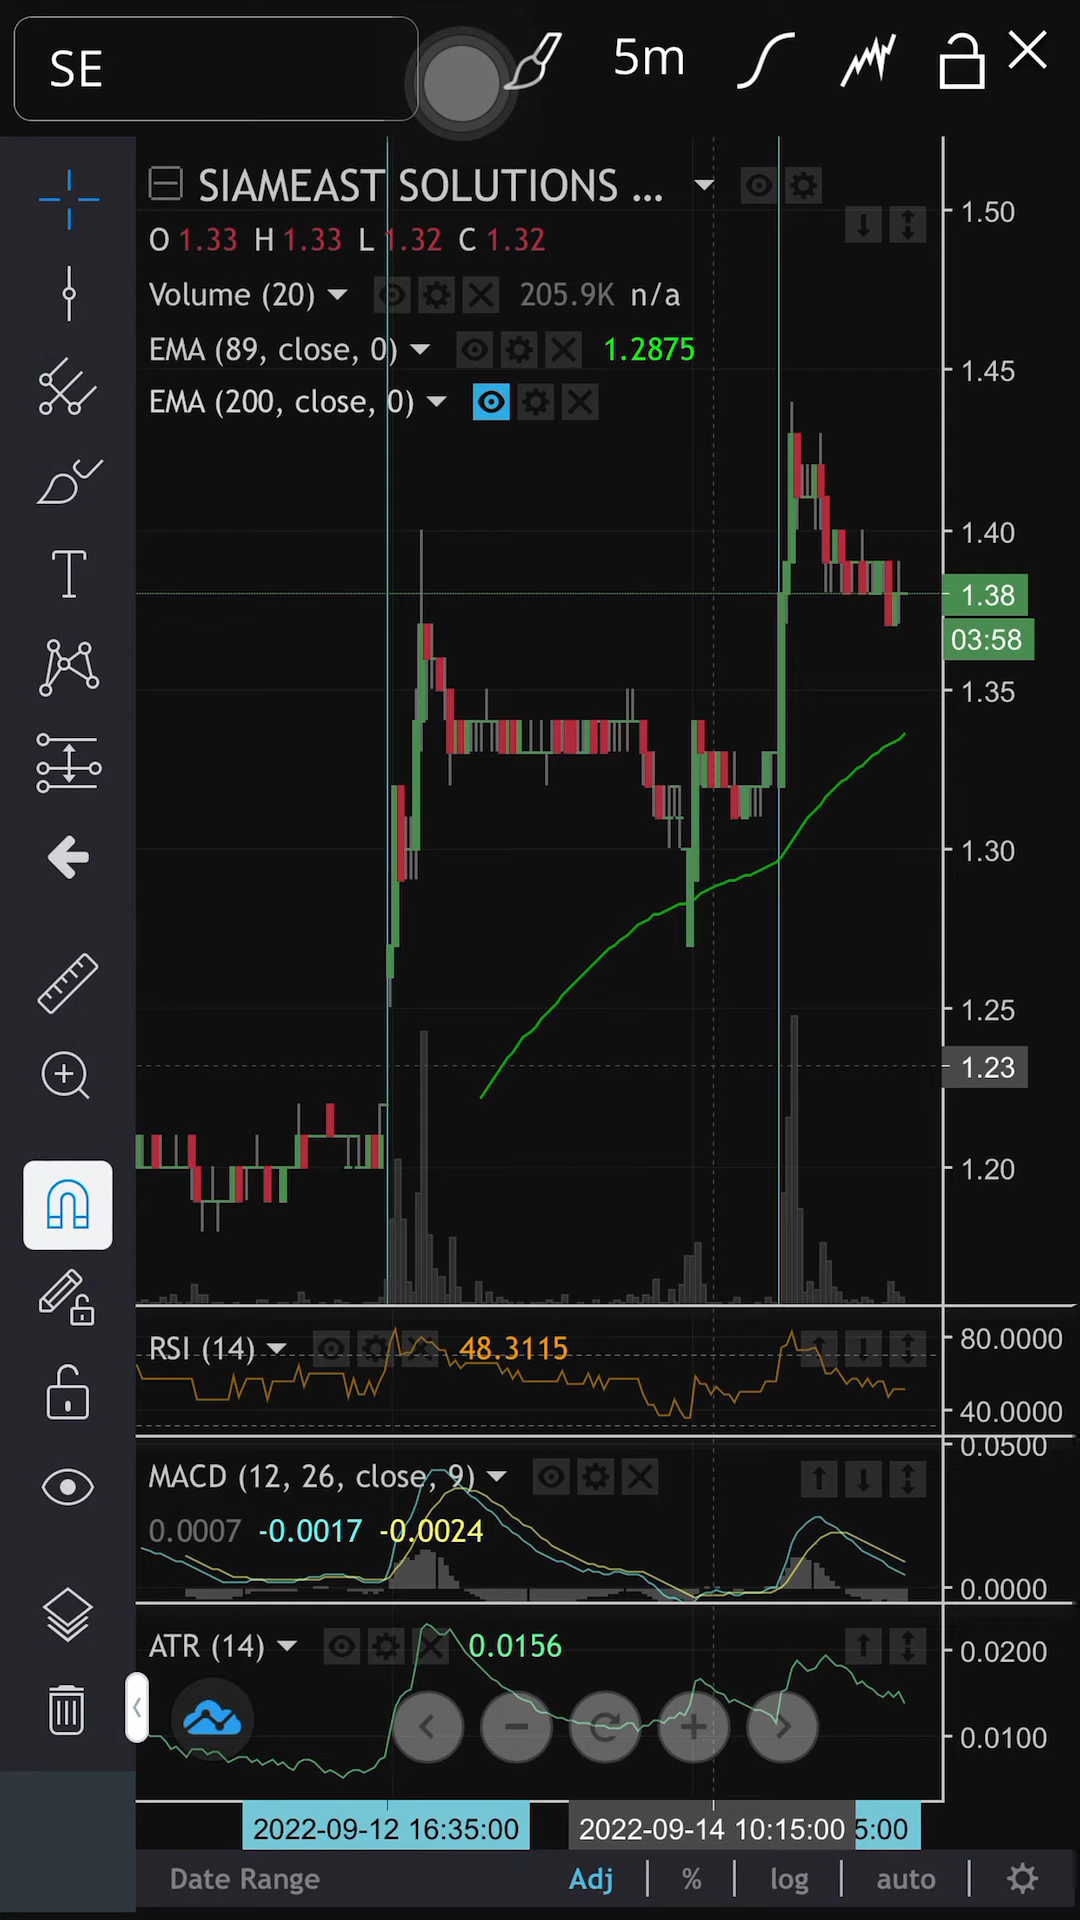 SE
5m
SIAMEAST SOLUTIONS ...
O 1.33 H 1.33 L 1.32 C 1.32
Volume (20) 205.9K n/a
EMA (89, close, 0) 1.2875
EMA (200, close, 0)
1.50
1.45
1.40
1.38
03:58
1.35
1.30
1.25
1.23
1.20
RSI (14) 48.3115
80.0000
40.0000
MACD (12, 26, close, 9)
0.0007 -0.0017 -0.0024
0.0500
0.0000
ATR (14) 0.0156
0.0200
0.0100
2022-09-12 16:35:00 2022-09-14 10:15:00 5:00
Date Range Adj | % | log | auto |